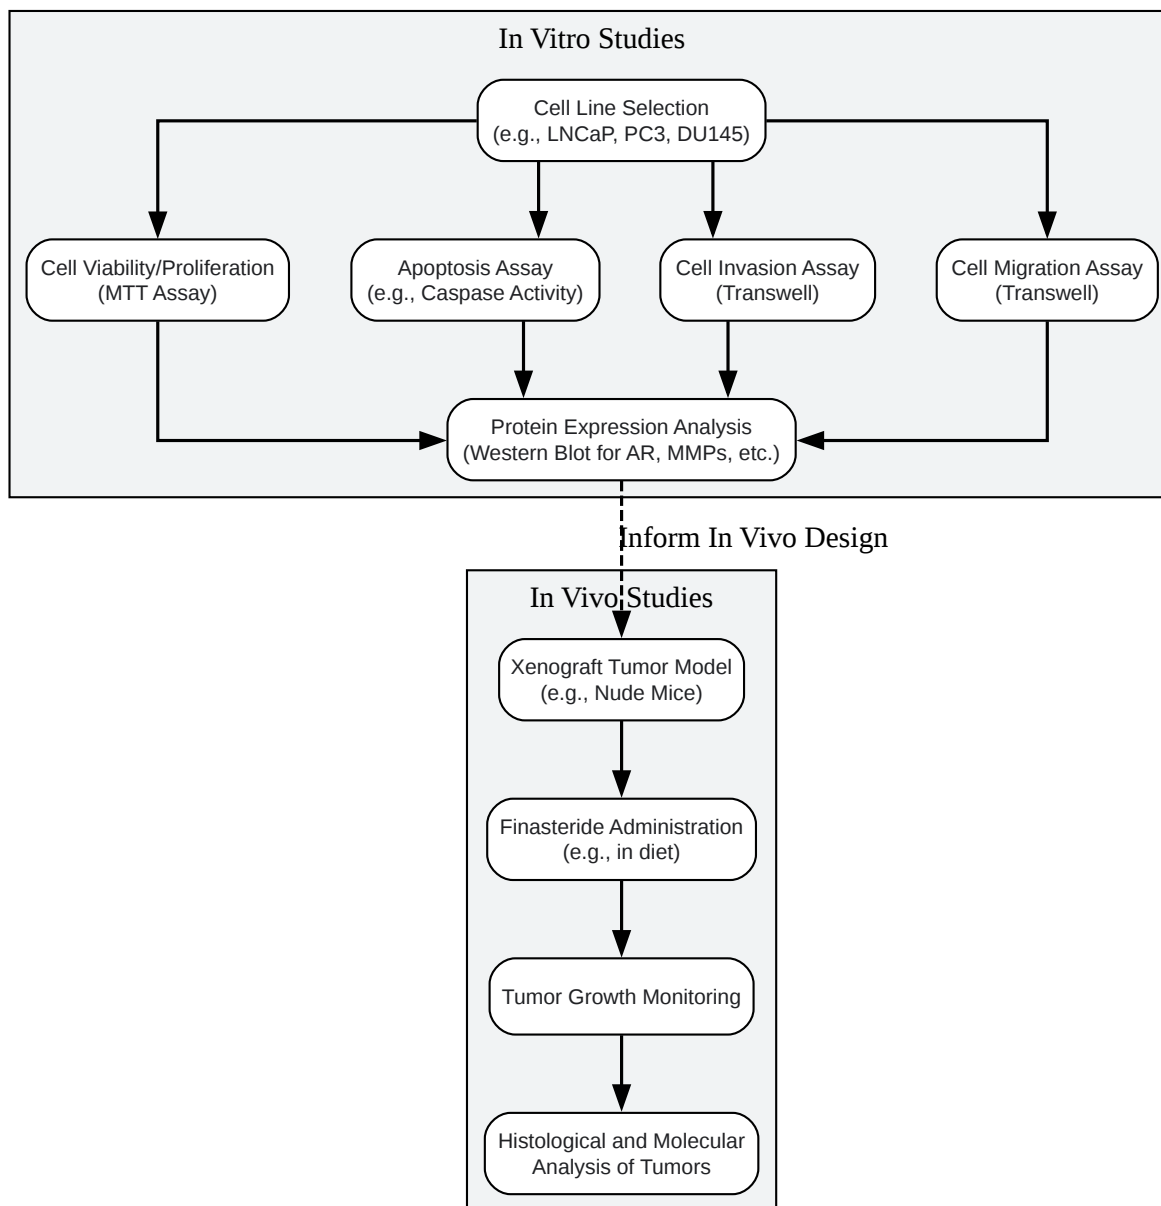 In Vitro Studies
Cell Line Selection
(e.g., LNCaP, PC3, DU145)
Cell Viability/Proliferation
(MTT Assay)
Apoptosis Assay
(e.g., Caspase Activity)
Cell Invasion Assay
(Transwell)
Cell Migration Assay
(Transwell)
Protein Expression Analysis
(Western Blot for AR, MMPs, etc.)
Inform In Vivo Design
In Vivo Studies
Xenograft Tumor Model
(e.g., Nude Mice)
Finasteride Administration
(e.g., in diet)
Tumor Growth Monitoring
Histological and Molecular
Analysis of Tumors